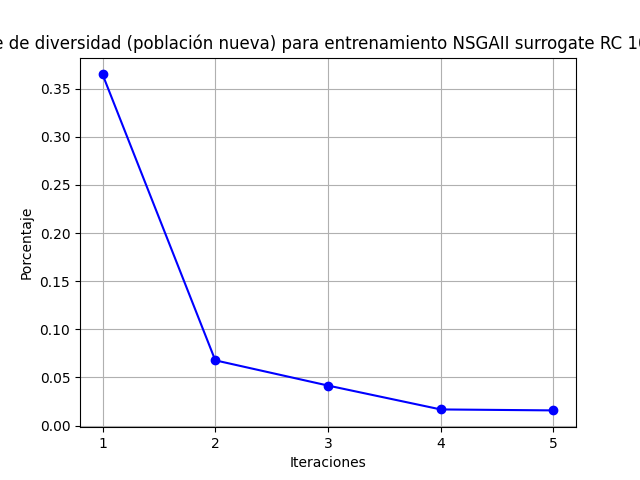 e de diversidad (población nueva) para entrenamiento NSGAII surrogate RC 10
0.35
0.30
0.25
0.20
0.15
0.10
0.05
0.00
Porcentaje
1 2 3 4 5
Iteraciones